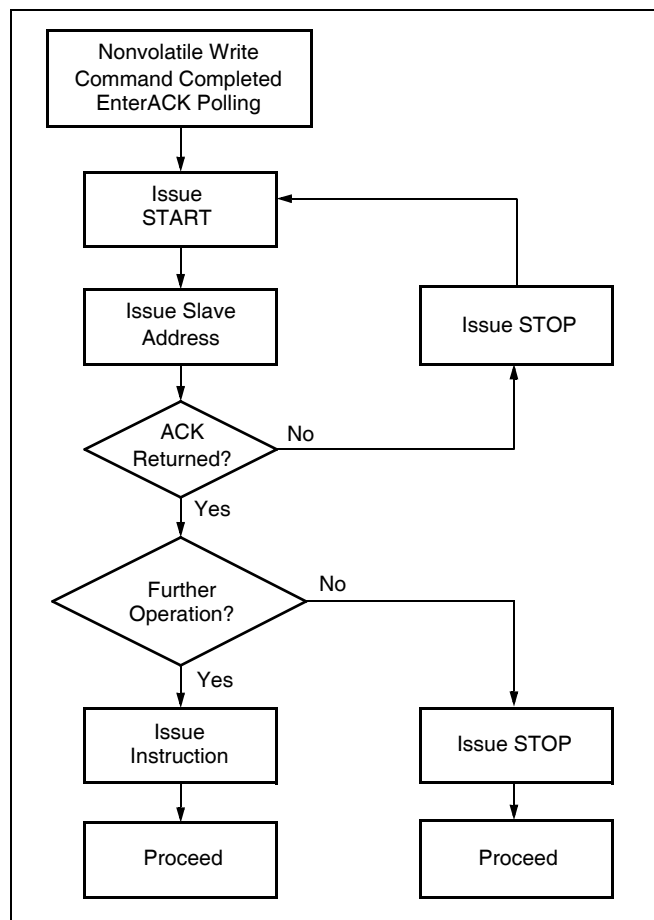 Nonvolatile Write
Command Completed
EnterACK Polling
Issue
START
Issue Slave
Address
Issue STOP
ACK
Returned?
No
Yes
Further
Operation?
No
Yes
Issue
Instruction
Issue STOP
Proceed
Proceed